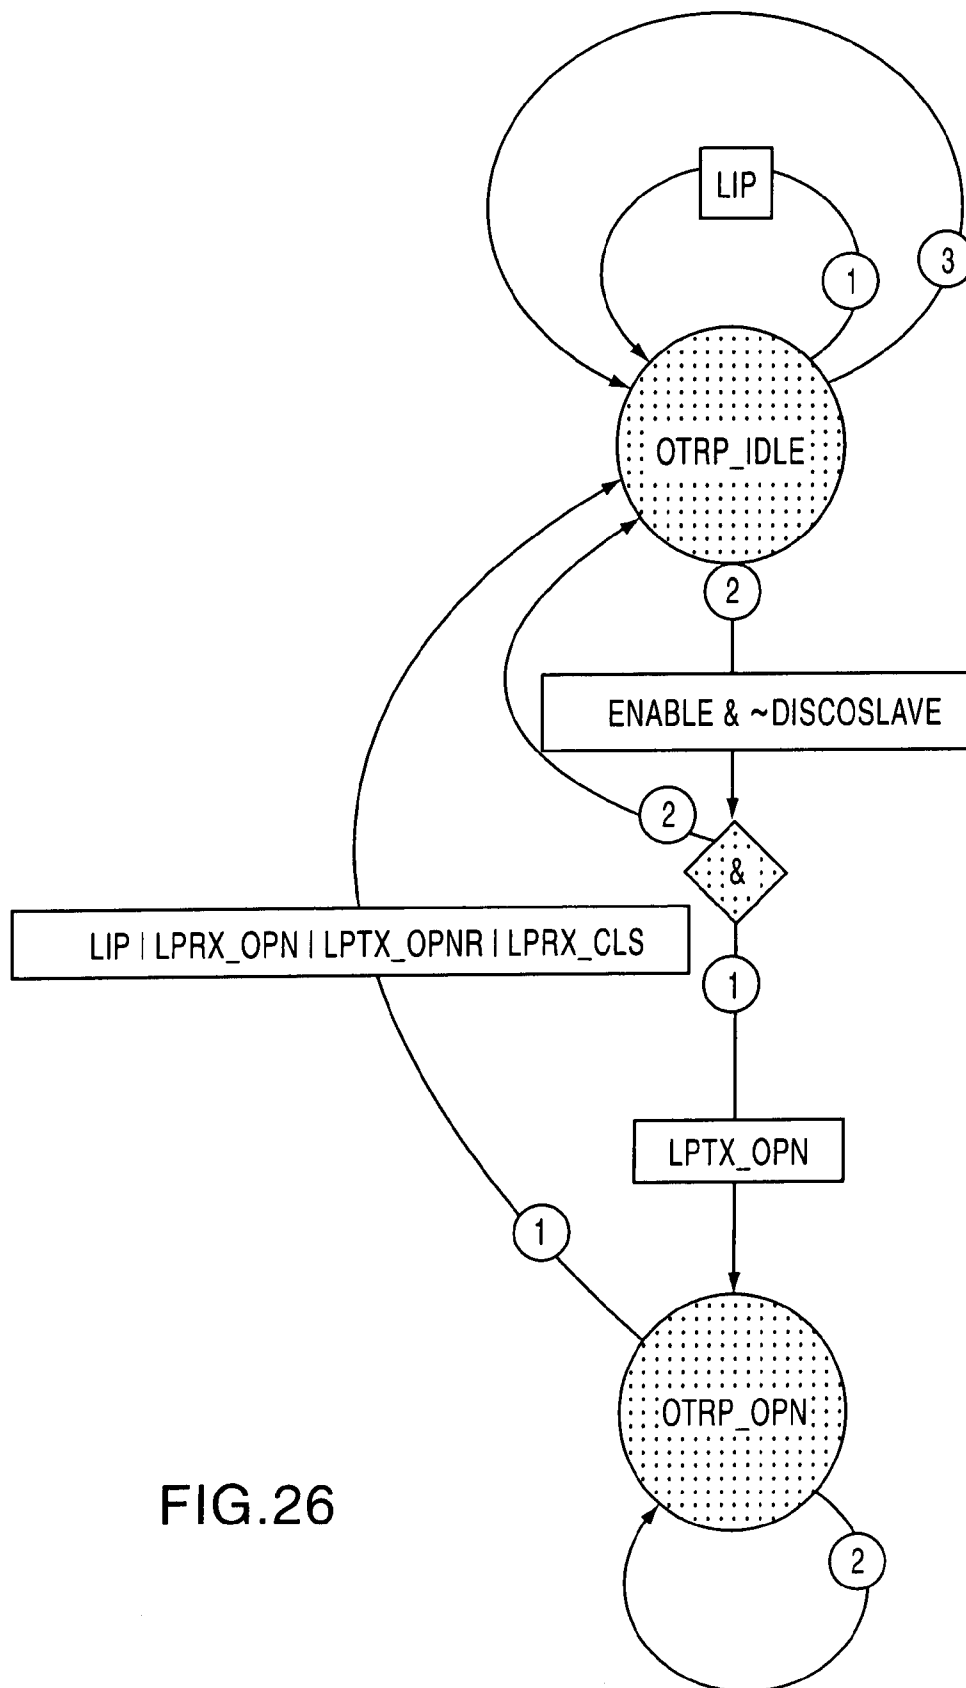 LIP
3
1
OTRP_IDLE
2
ENABLE & ~DISCOSLAVE
2
&
LIP | LPRX_OPN | LPTX_OPNR | LPRX_CLS
1
LPTX_OPN
1
OTRP_OPN
FIG.26
2